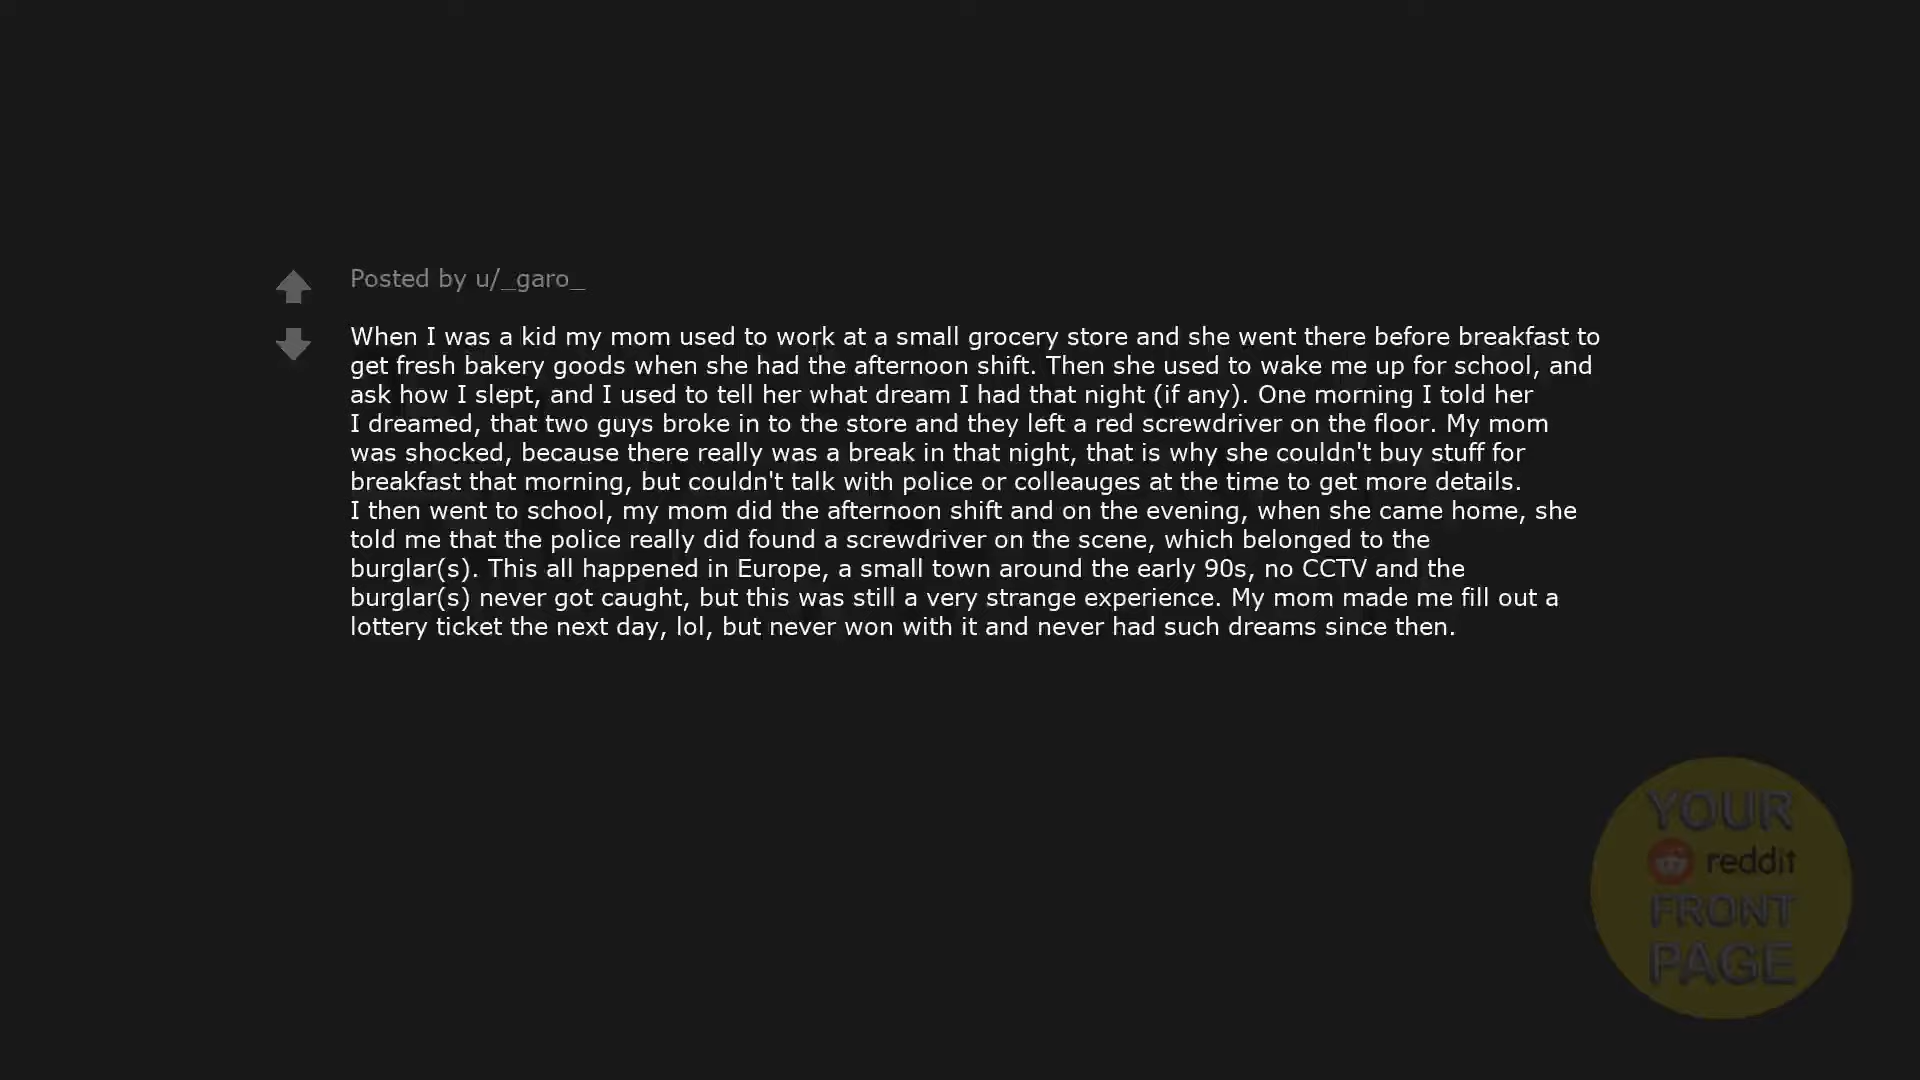 Posted by u/_garo_
When I was a kid my mom used to work at a small grocery store and she went there before breakfast to
get fresh bakery goods when she had the afternoon shift. Then she used to wake me up for school, and
ask how I slept, and I used to tell her what dream I had that night (if any). One morning I told her
I dreamed, that two guys broke in to the store and they left a red screwdriver on the floor. My mom
was shocked, because there really was a break in that night, that is why she couldn't buy stuff for
breakfast that morning, but couldn't talk with police or colleauges at the time to get more details.
I then went to school, my mom did the afternoon shift and on the evening, when she came home, she
told me that the police really did found a screwdriver on the scene, which belonged to the
burglar(s). This all happened in Europe, a small town around the early 90s, no CCTV and the
burglar(s) never got caught, but this was still a very strange experience. My mom made me fill out a
lottery ticket the next day, lol, but never won with it and never had such dreams since then.
YOUR
reddit
FRONT
PAGE